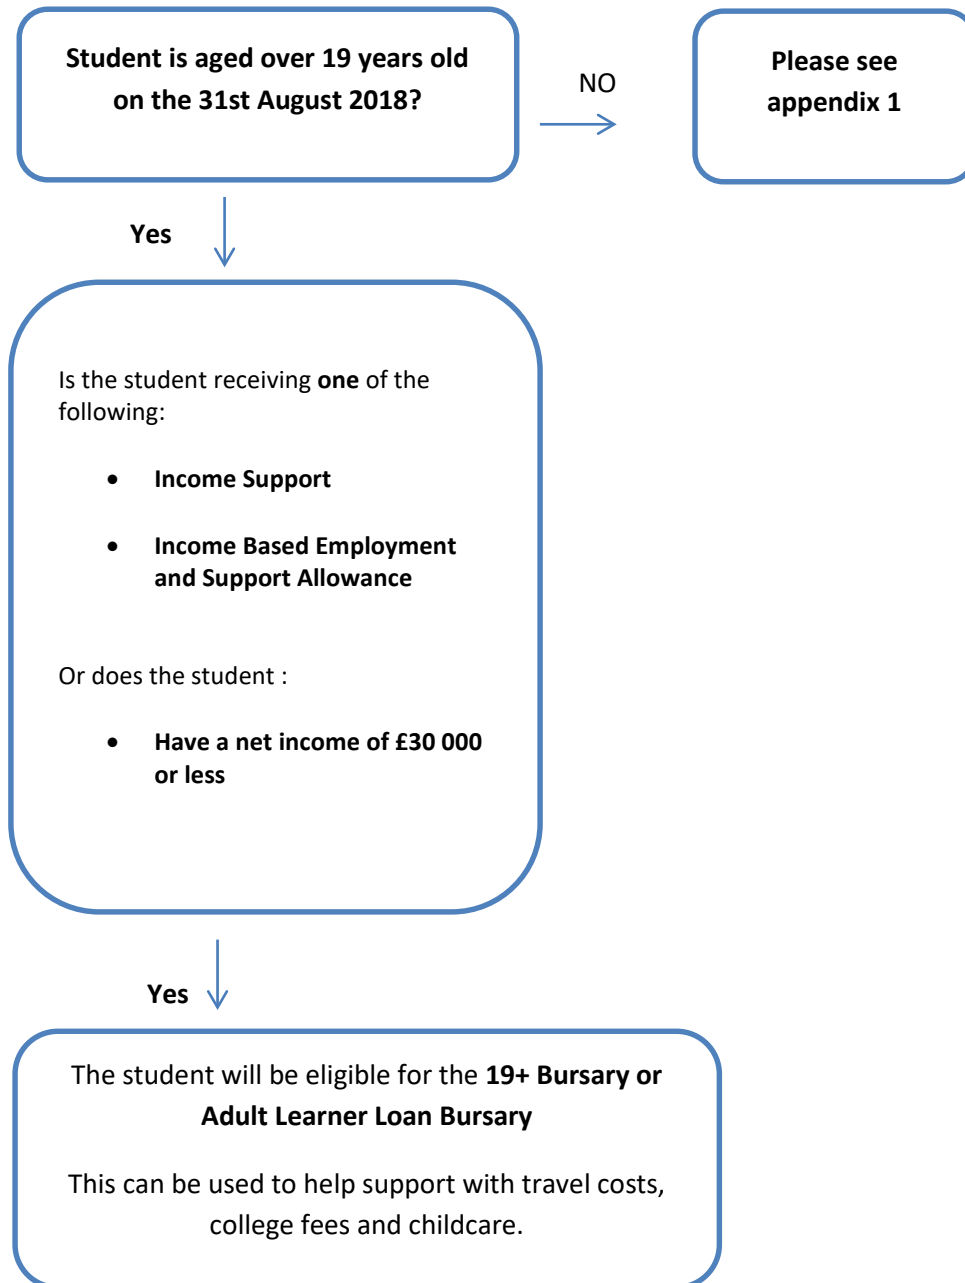 Student is aged over 19 years old
on the 31st August 2018?
NO
Please see
appendix 1
Yes
Is the student receiving one of the
following:
• Income Support
• Income Based Employment
and Support Allowance
Or does the student :
• Have a net income of £30 000
or less
Yes
The student will be eligible for the 19+ Bursary or
Adult Learner Loan Bursary
This can be used to help support with travel costs,
college fees and childcare.